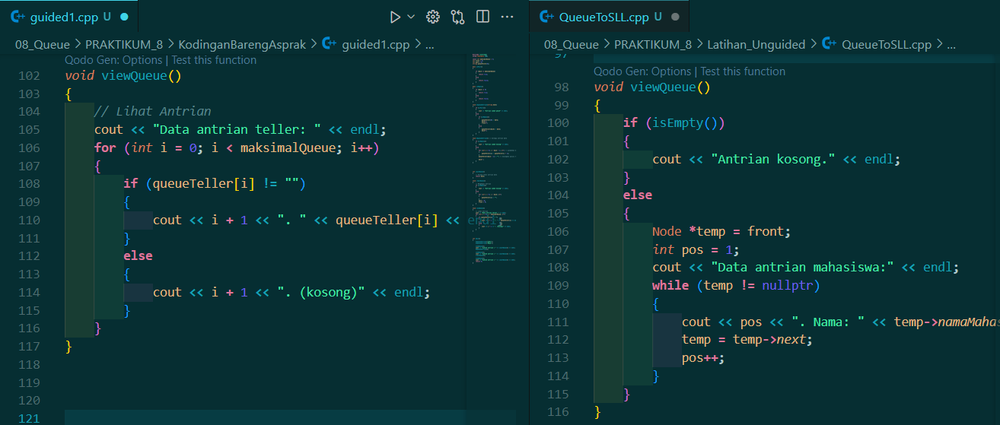 guided1.cpp U
08_Queue > PRAKTIKUM_8 > KodinganBarengAsprak > guided1.cpp > ...
Qodo Gen: Options | Test this function
102 void viewQueue()
103 {
104 // Lihat Antrian
105 cout << "Data antrian teller: " << endl;
106 for (int i = 0; i < maksimalQueue; i++)
107 {
108 if (queueTeller[i] != "")
109 {
110 cout << i + 1 << ". " << queueTeller[i] << endl;
111 }
112 else
113 {
114 cout << i + 1 << ". (kosong)" << endl;
115 }
116 }
117 }
118
119
120
121
QueueToSLL.cpp U
08_Queue > PRAKTIKUM_8 > Latihan_Unguided > QueueToSLL.cpp > ...
97
Qodo Gen: Options | Test this function
98 void viewQueue()
99 {
100 if (isEmpty())
101 {
102 cout << "Antrian kosong." << endl;
103 }
104 else
105 {
106 Node *temp = front;
107 int pos = 1;
108 cout << "Data antrian mahasiswa:" << endl;
109 while (temp != nullptr)
110 {
111 cout << pos << ". Nama: " << temp->namaMahas
112 temp = temp->next;
113 pos++;
114 }
115 }
116 }